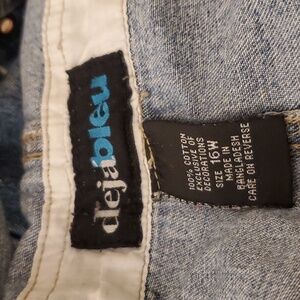 dejableu
100% COTTON
EXCLUSIVE OF
DECORATIONS
SIZE 16W
MADE IN
BANGLADESH
CARE ON REVERSE